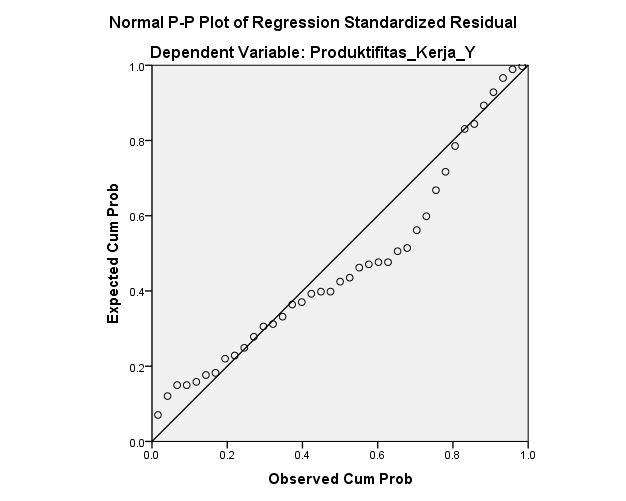 Normal P-P Plot of Regression Standardized Residual
Dependent Variable: Produktifitas_Kerja_Y
1.0
0.8
0.6
0.4
0.2
0.0
Expected Cum Prob
0.0 0.2 0.4 0.6 0.8 1.0
Observed Cum Prob